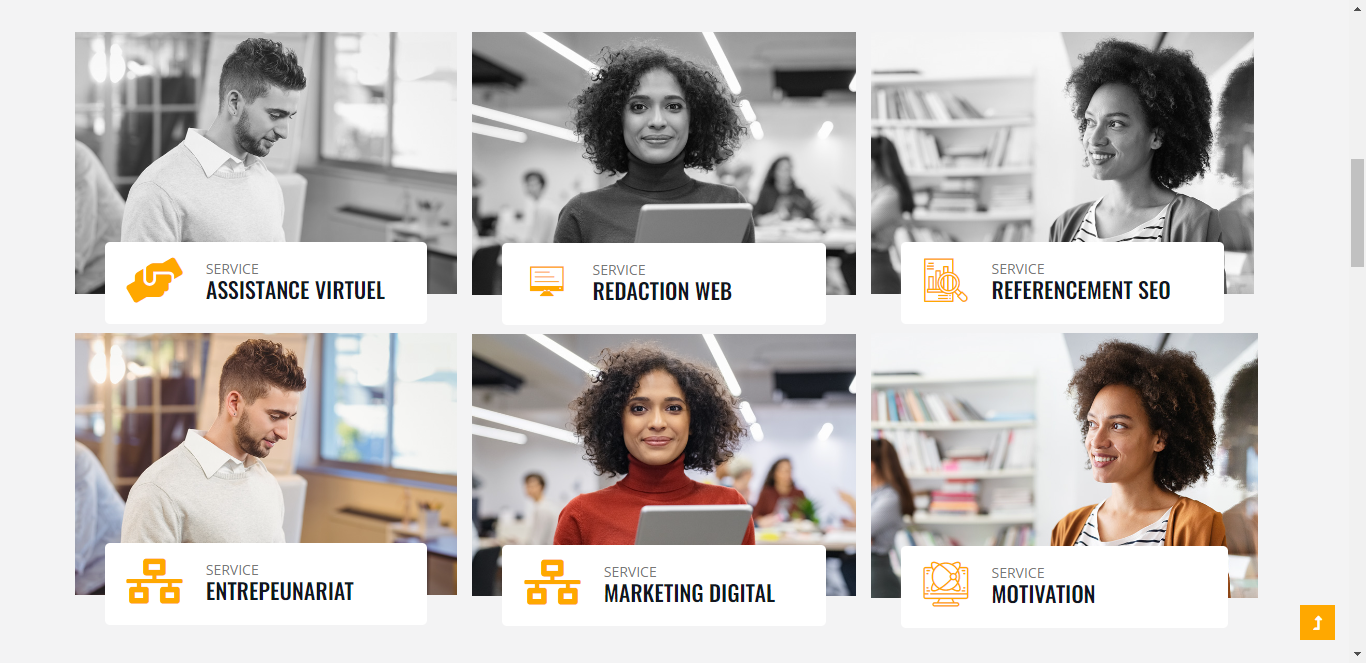 SERVICE
ASSISTANCE VIRTUEL
SERVICE
REDACTION WEB
SERVICE
REFERENCEMENT SEO
SERVICE
ENTREPEUNARIAT
SERVICE
MARKETING DIGITAL
SERVICE
MOTIVATION